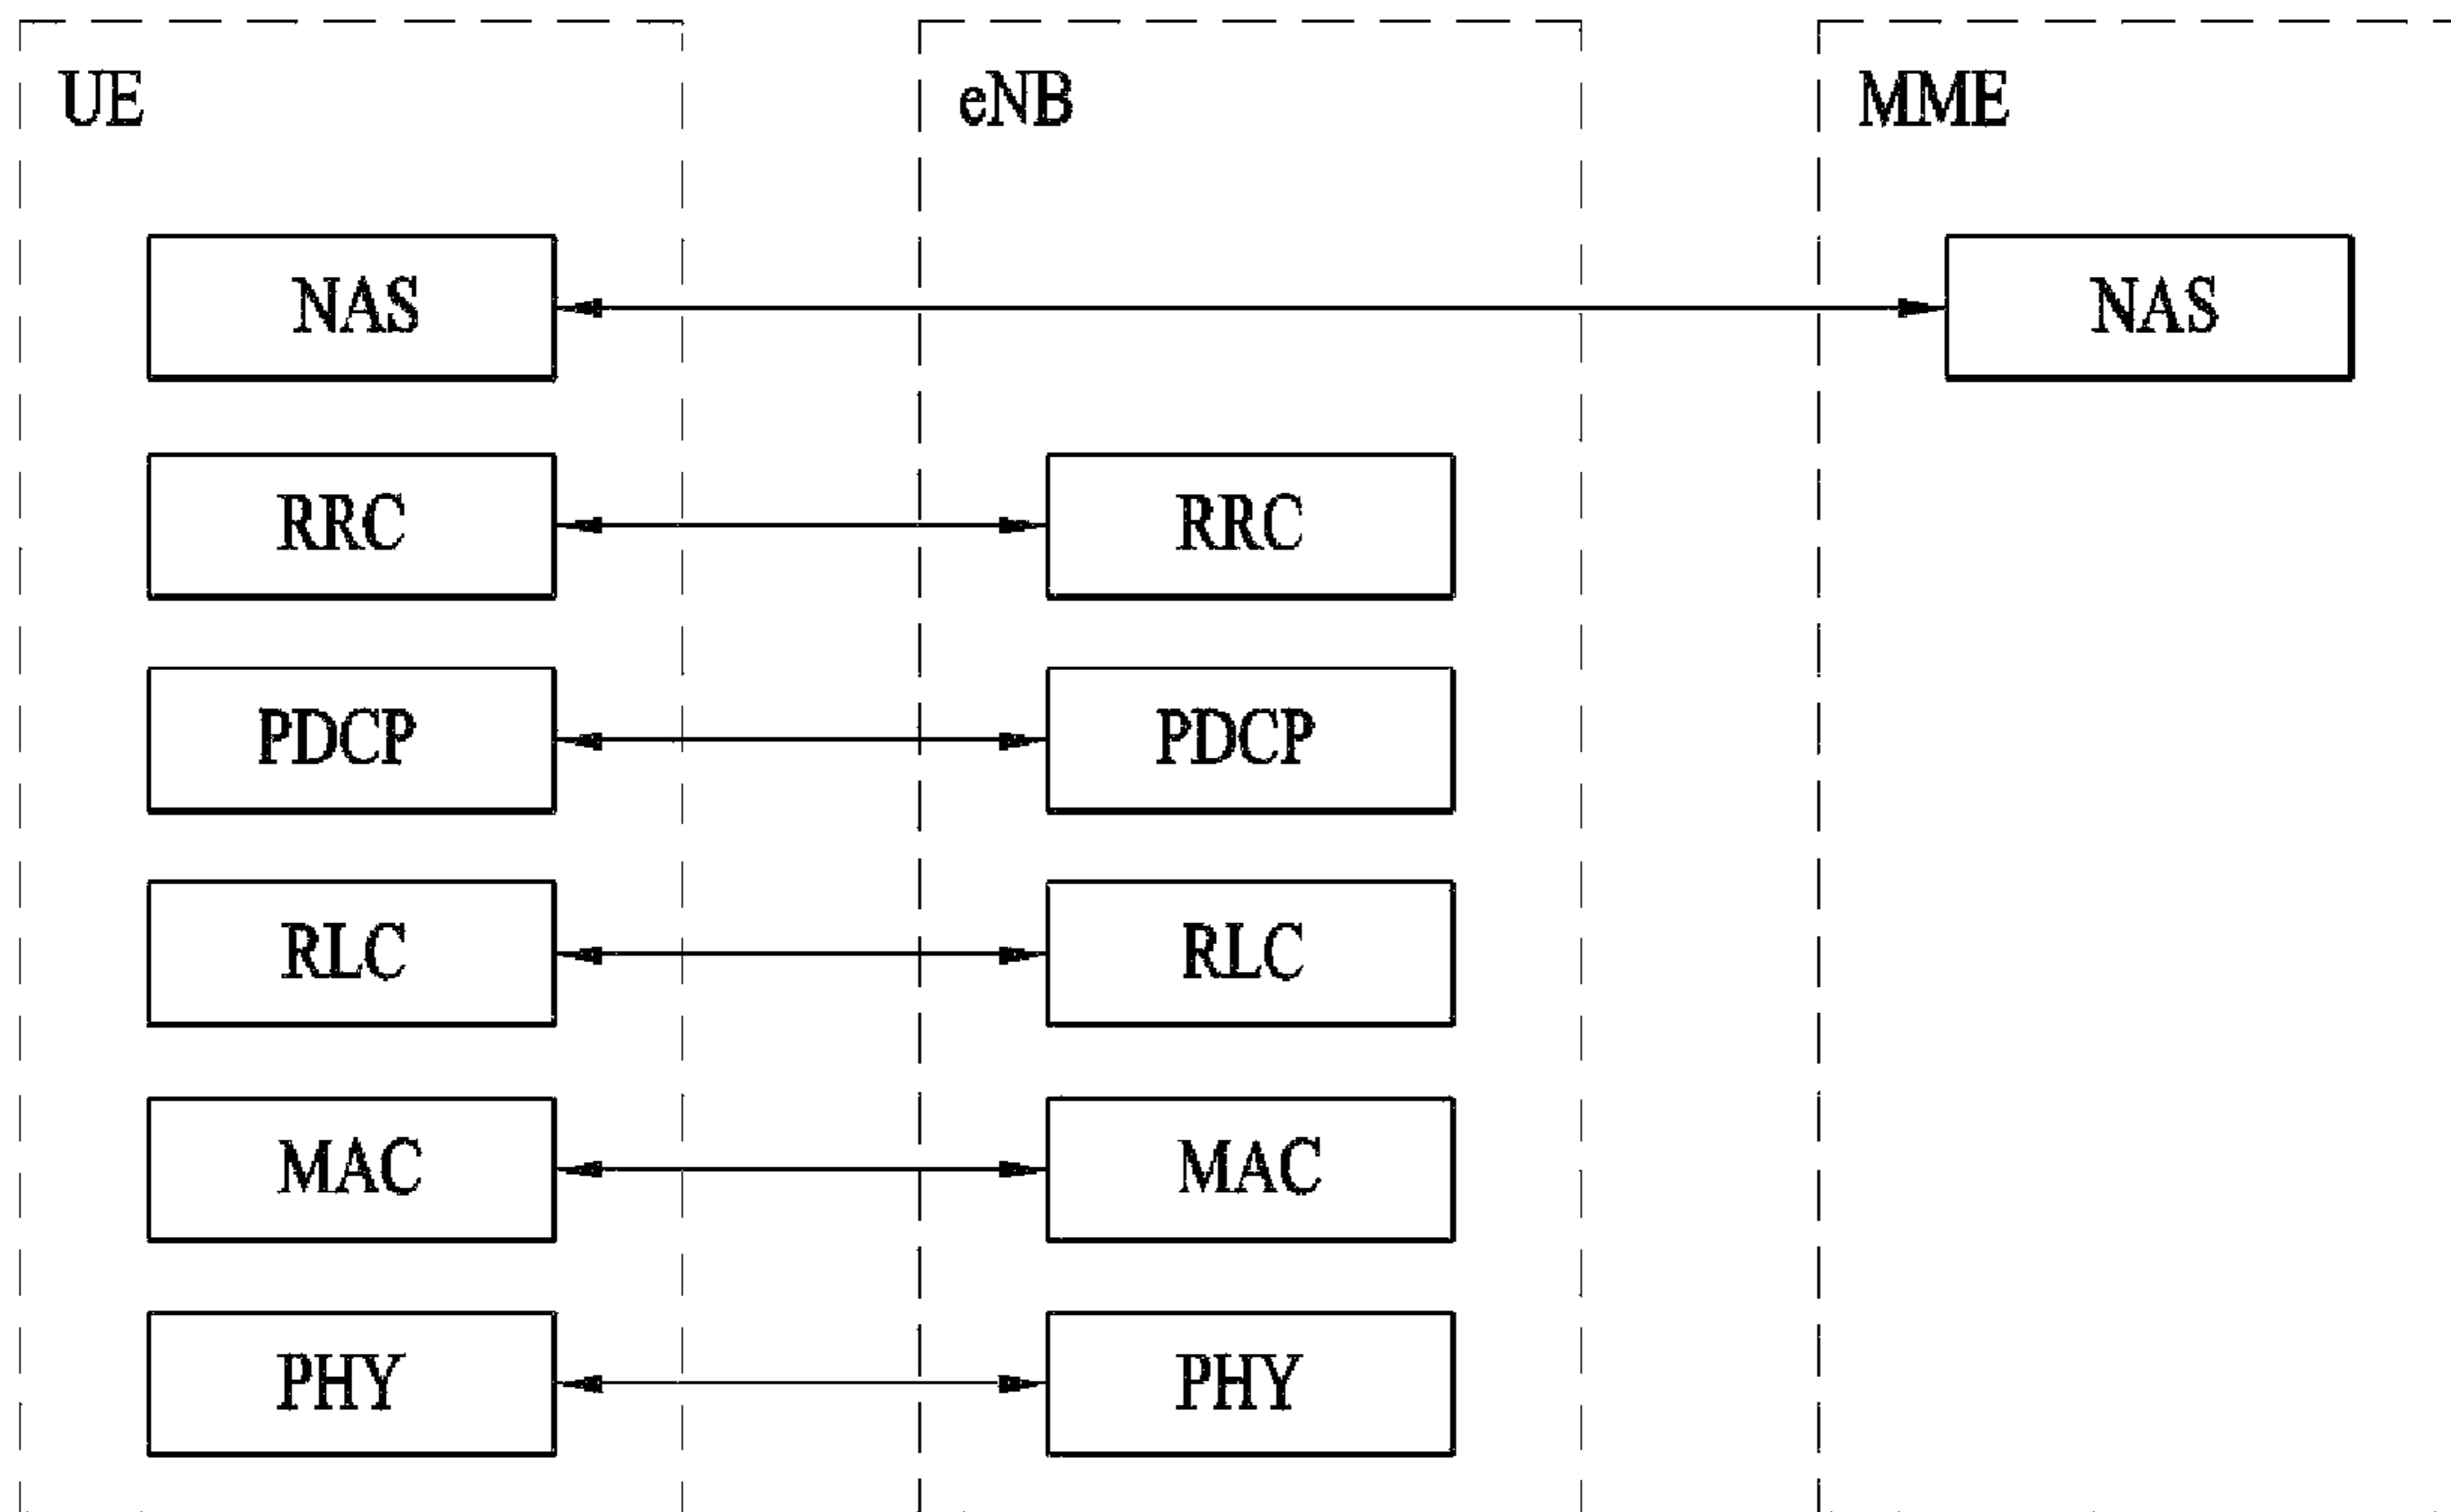 UE eNB MME
NAS NAS
RRC RRC
PDCP PDCP
RLC RLC
MAC MAC
PHY PHY